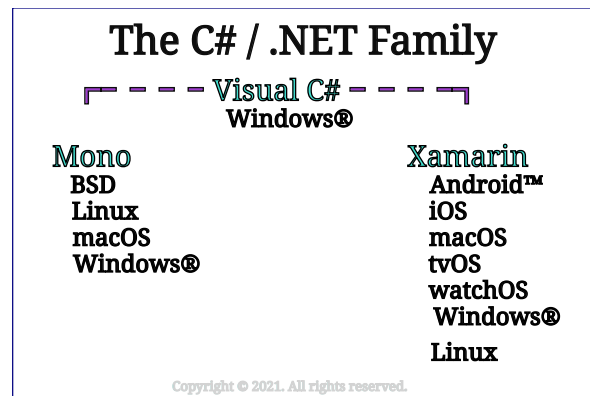 The C# / .NET Family
Visual C#
Windows®
Mono
BSD
Linux
macOS
Windows®
Xamarin
Android™
iOS
macOS
tvOS
watchOS
Windows®
Linux
Copyright © 2021. All rights reserved.